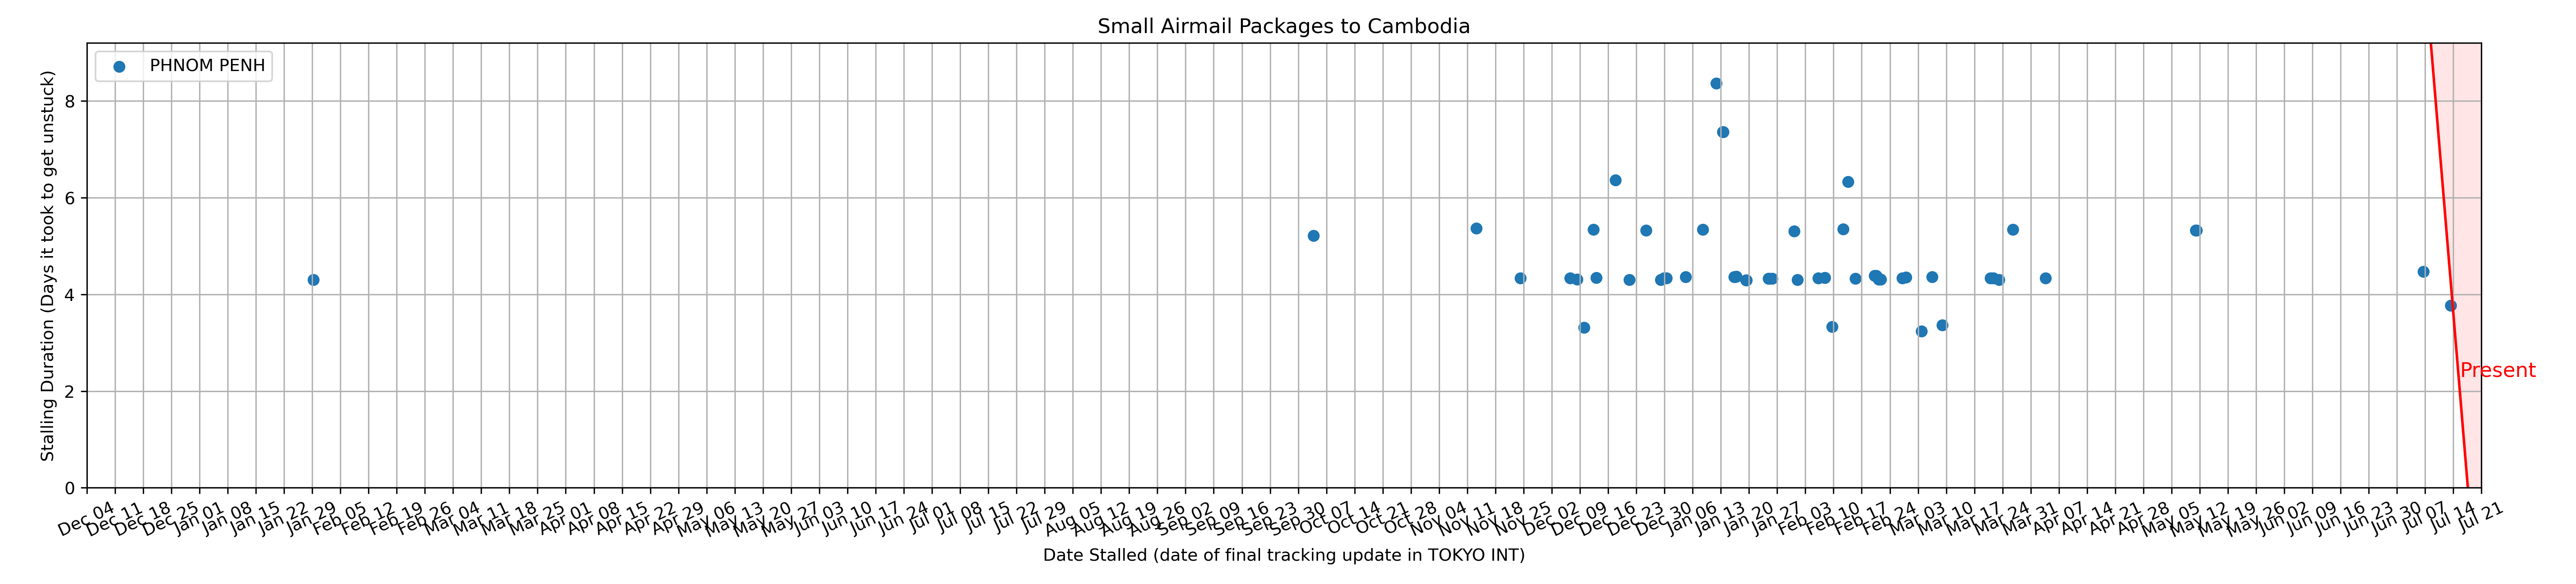 Small Airmail Packages to Cambodia
PHNOM PENH
Stalling Duration (Days it took to get unstuck)
8
6
4
2
0
Present
Dec 04
Dec 11
Dec 18
Dec 25
Jan 01
Jan 08
Jan 15
Jan 22
Jan 29
Feb 05
Feb 12
Feb 19
Feb 26
Mar 04
Mar 11
Mar 18
Mar 25
Apr 01
Apr 08
Apr 15
Apr 22
Apr 29
May 06
May 13
May 20
May 27
Jun 03
Jun 10
Jun 17
Jun 24
Jul 01
Jul 08
Jul 15
Jul 22
Jul 29
Aug 05
Aug 12
Aug 19
Aug 26
Sep 02
Sep 09
Sep 16
Sep 23
Sep 30
Oct 07
Oct 14
Oct 21
Oct 28
Nov 04
Nov 11
Nov 18
Nov 25
Dec 02
Dec 09
Dec 16
Dec 23
Dec 30
Jan 06
Jan 13
Jan 20
Jan 27
Feb 03
Feb 10
Feb 17
Feb 24
Mar 03
Mar 10
Mar 17
Mar 24
Mar 31
Apr 07
Apr 14
Apr 21
Apr 28
May 05
May 12
May 19
May 26
Jun 02
Jun 09
Jun 16
Jun 23
Jun 30
Jul 07
Jul 14
Jul 21
Date Stalled (date of final tracking update in TOKYO INT)